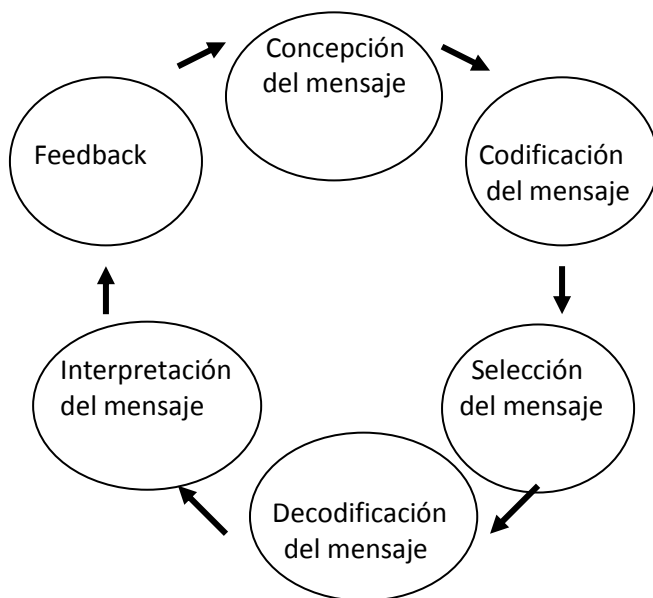 Concepción
del mensaje
Codificación
del mensaje
Selección
del mensaje
Decodificación
del mensaje
Interpretación
del mensaje
Feedback